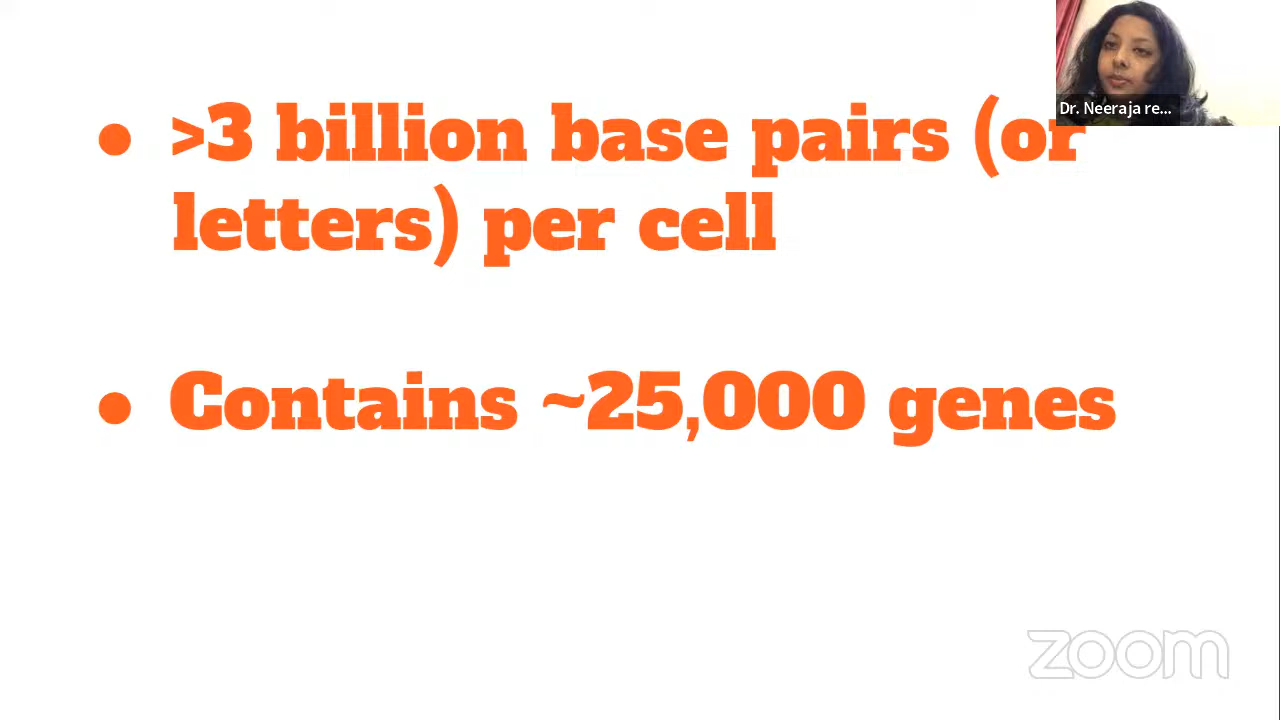 • >3 billion base pairs (or
letters) per cell
• Contains ~25,000 genes
Dr. Neeraja re...
zoom